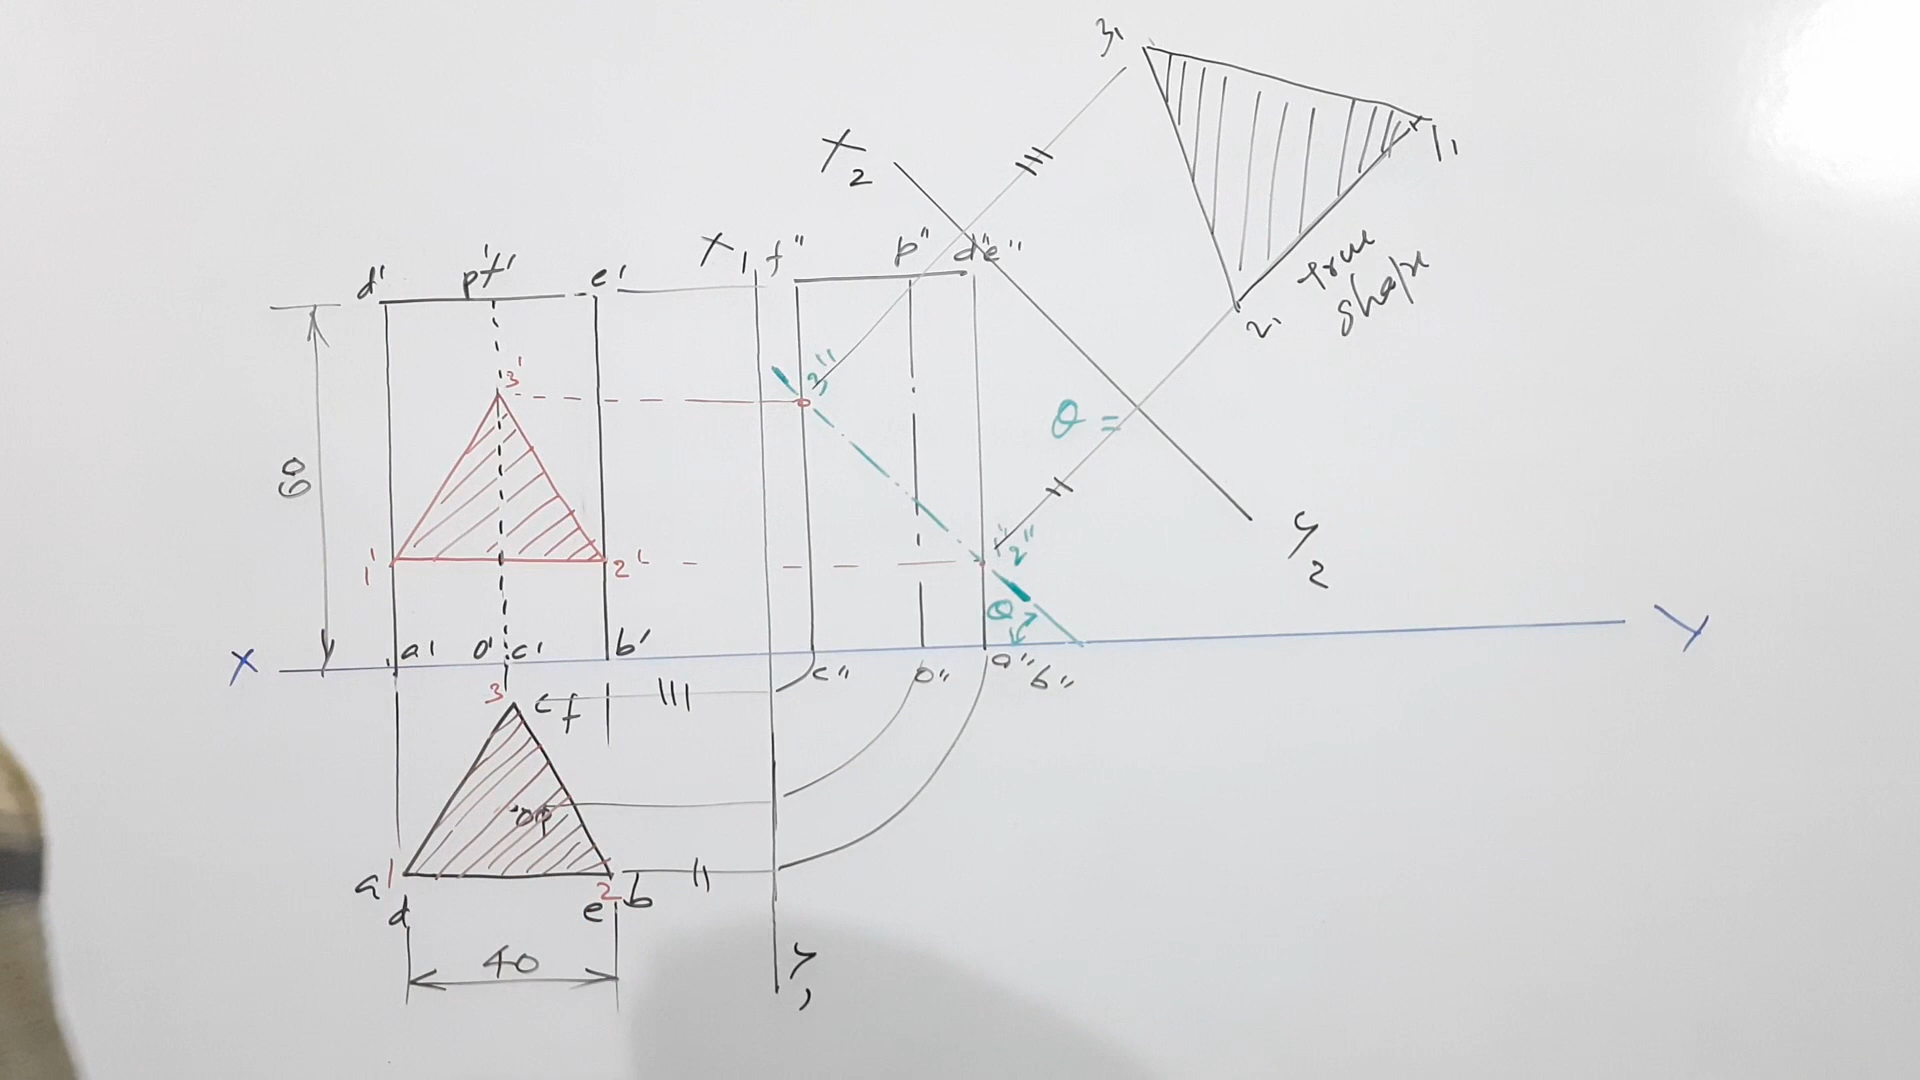 3₁
X₂
1₁
X₁ f" p" d"e"
d' p'f' e'
true
shape
2₁
3'
3"
θ =
60
1' 2'
1"2"
Y₂
θ
X a' o' c' b'
Y
c" o" a" b"
3
c f
op
a 1 2 b
d e
40
Y₁